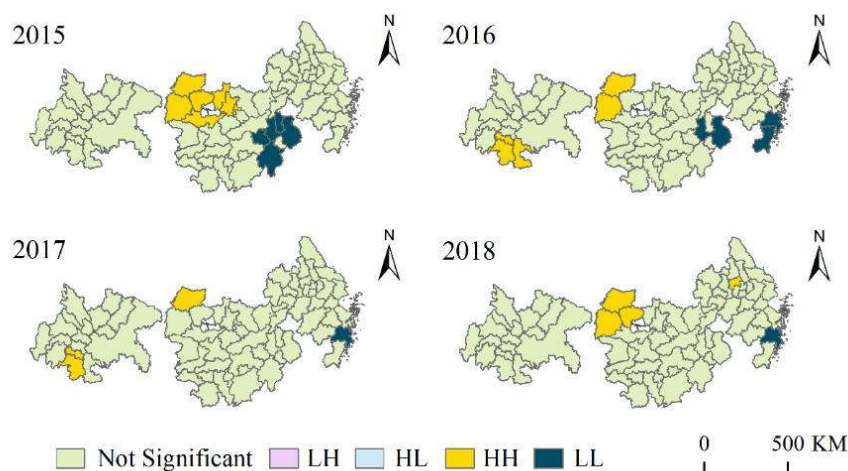 2015
N
2016
N
2017
N
2018
N
Not Significant LH HL HH LL
0 500 KM